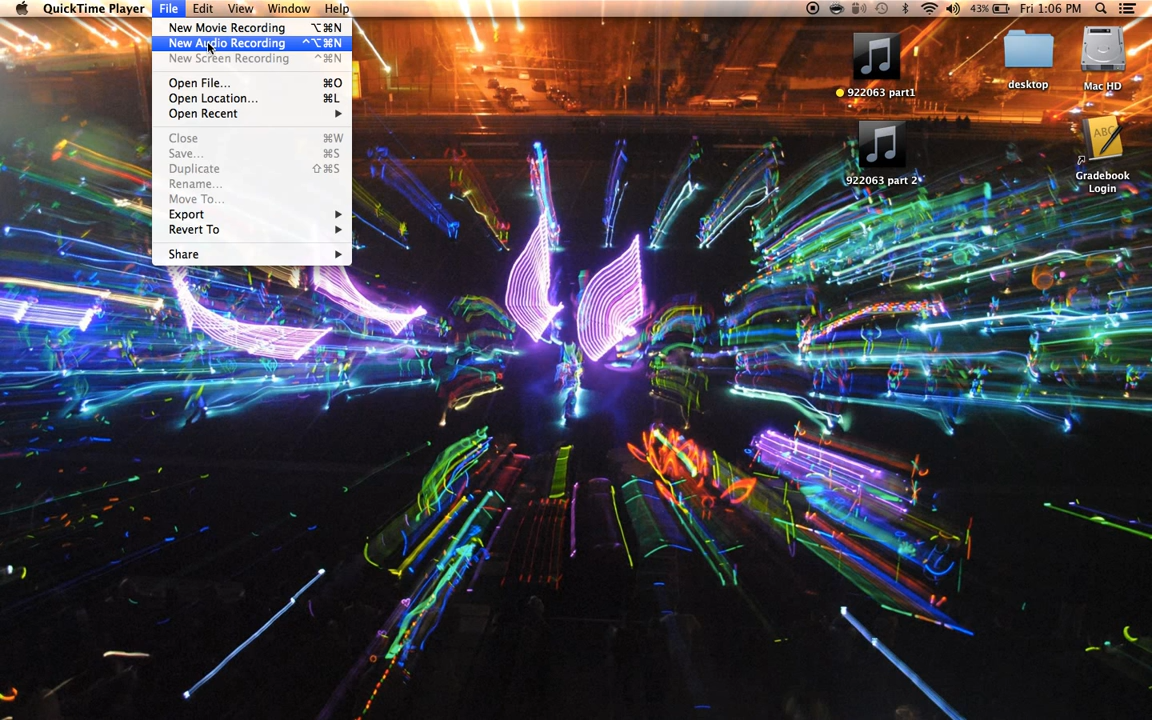 QuickTime Player File Edit View Window Help 43% Fri 1:06 PM
New Movie Recording ⌥⌘N
New Audio Recording ^⌥⌘N
New Screen Recording ^⌘N
Open File... ⌘O
Open Location... ⌘L
Open Recent
Close ⌘W
Save... ⌘S
Duplicate ⇧⌘S
Rename...
Move To...
Export
Revert To
Share
922063 part1
922063 part 2
desktop
Mac HD
ABC
Gradebook
Login